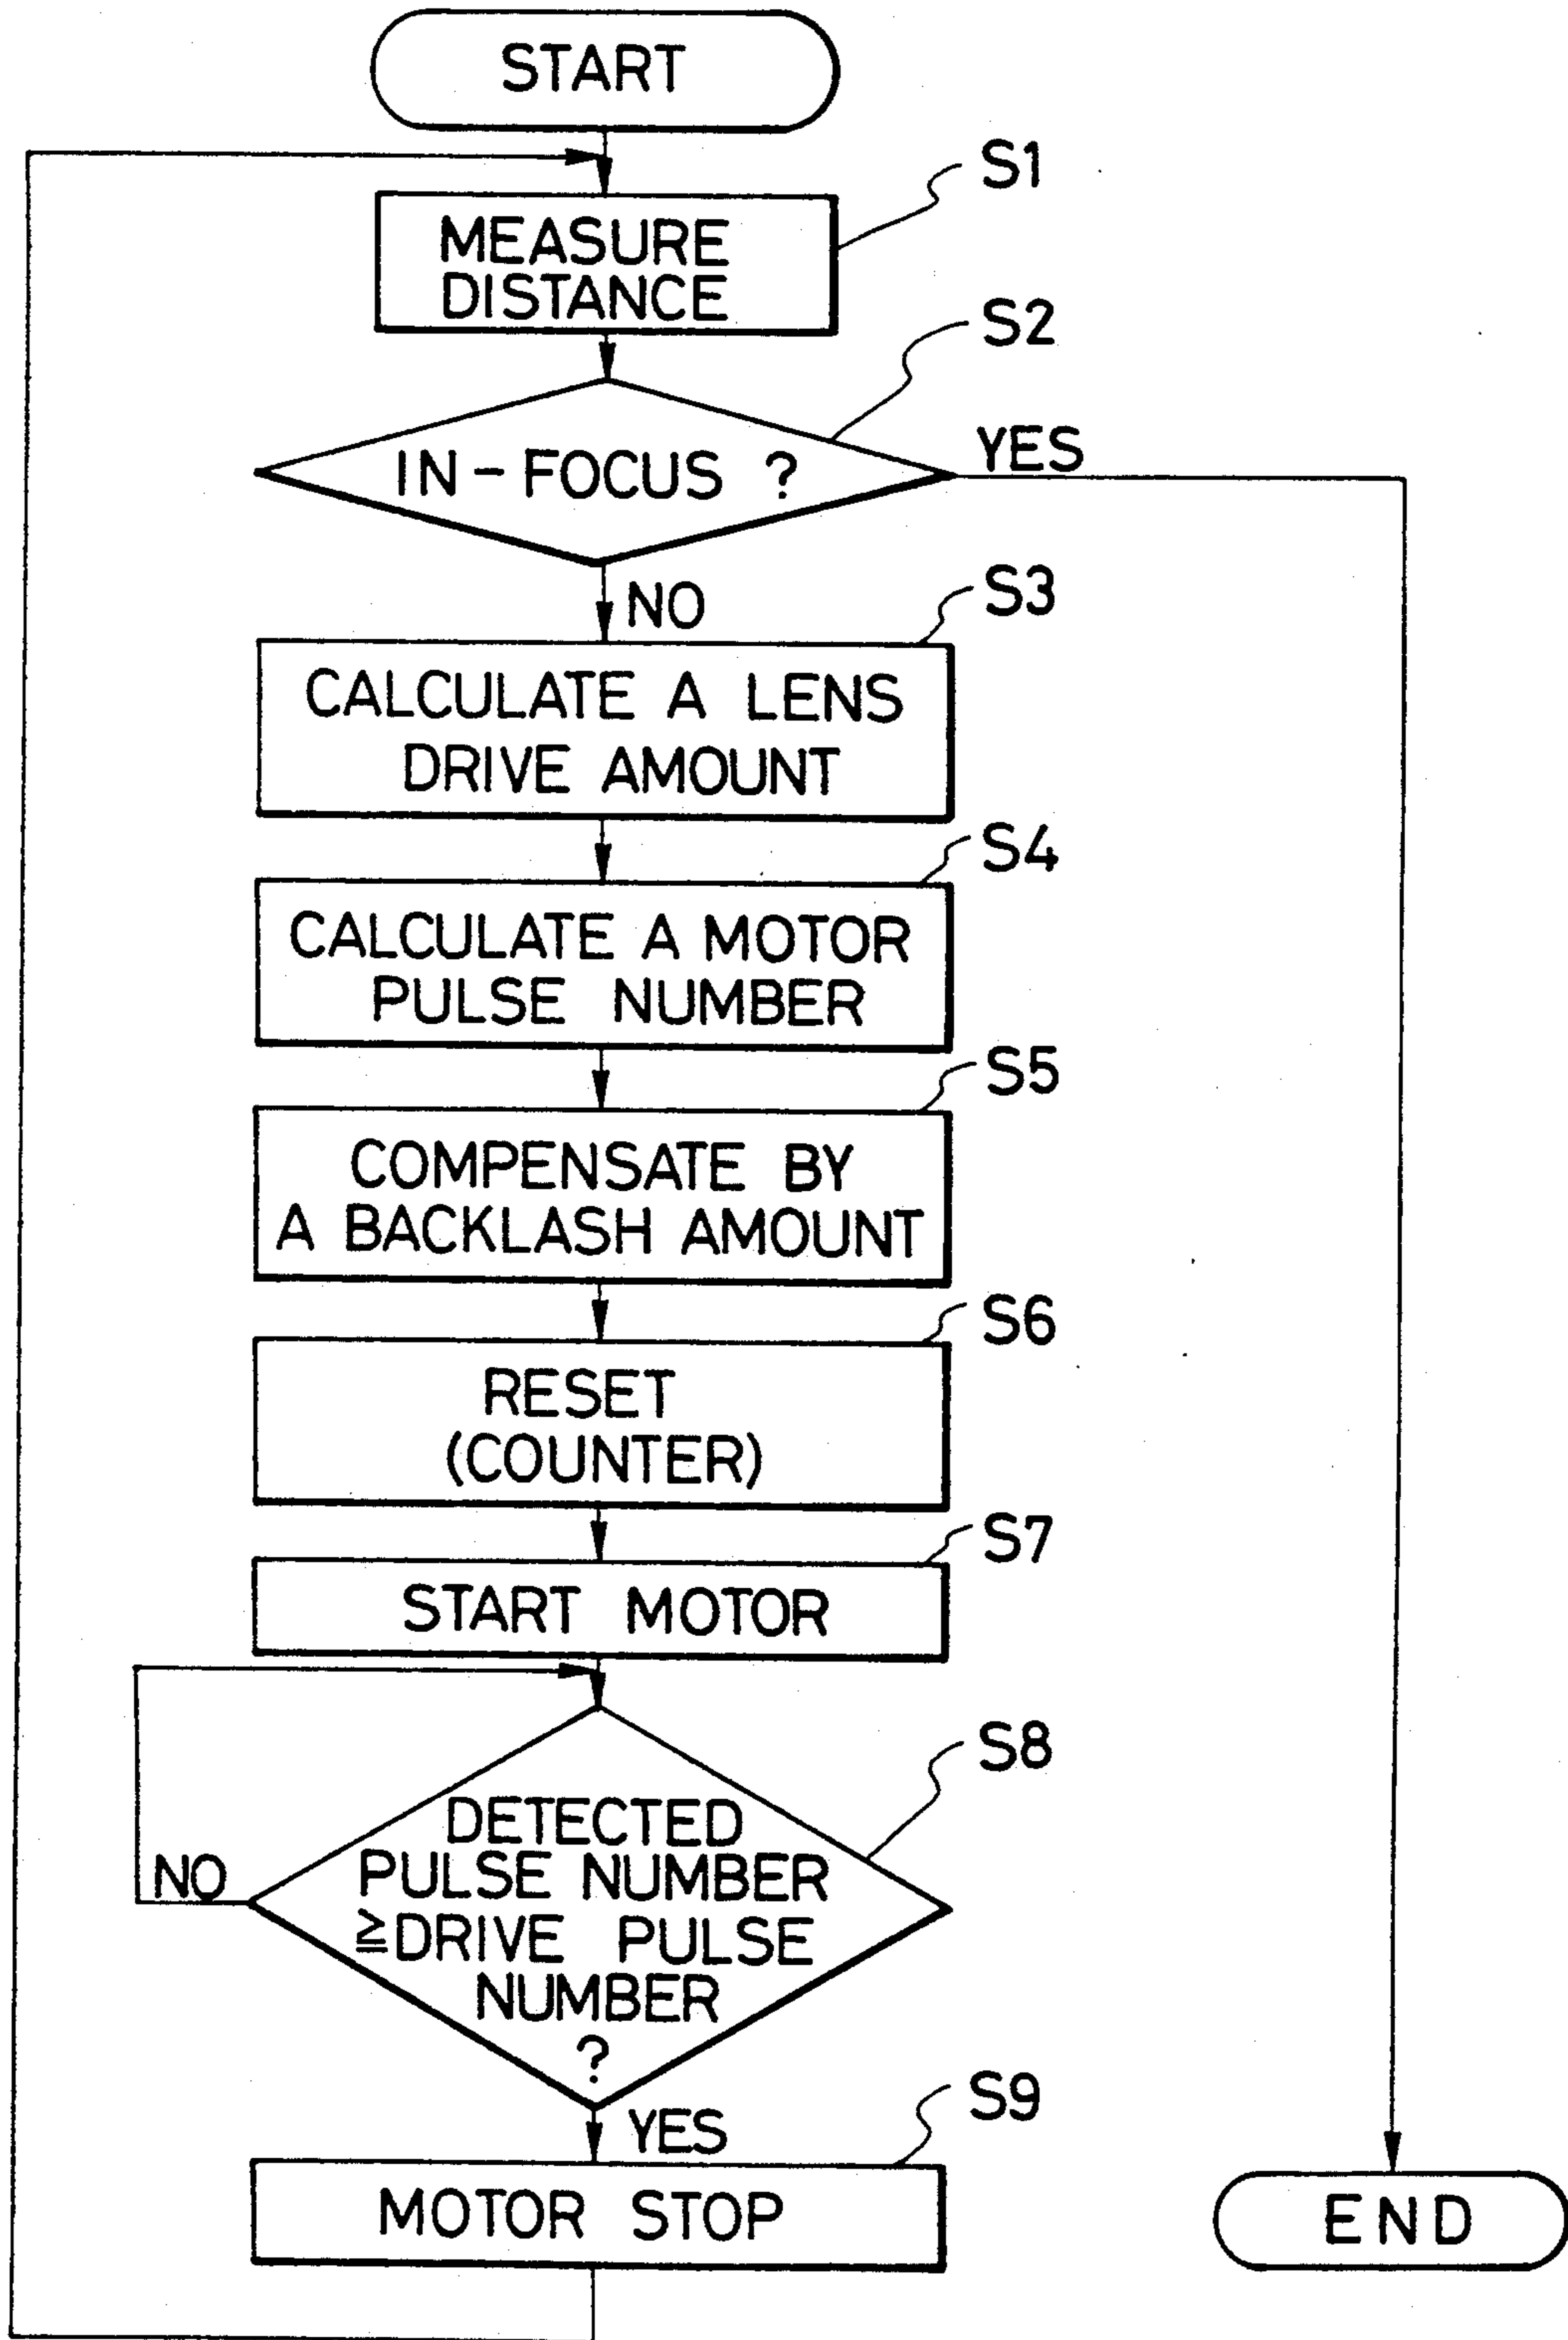 START
S1
MEASURE
DISTANCE
S2
IN-FOCUS ?
YES
NO
S3
CALCULATE A LENS
DRIVE AMOUNT
S4
CALCULATE A MOTOR
PULSE NUMBER
S5
COMPENSATE BY
A BACKLASH AMOUNT
S6
RESET
(COUNTER)
S7
START MOTOR
S8
DETECTED
PULSE NUMBER
≧DRIVE PULSE
NUMBER
?
NO
YES
S9
MOTOR STOP
END